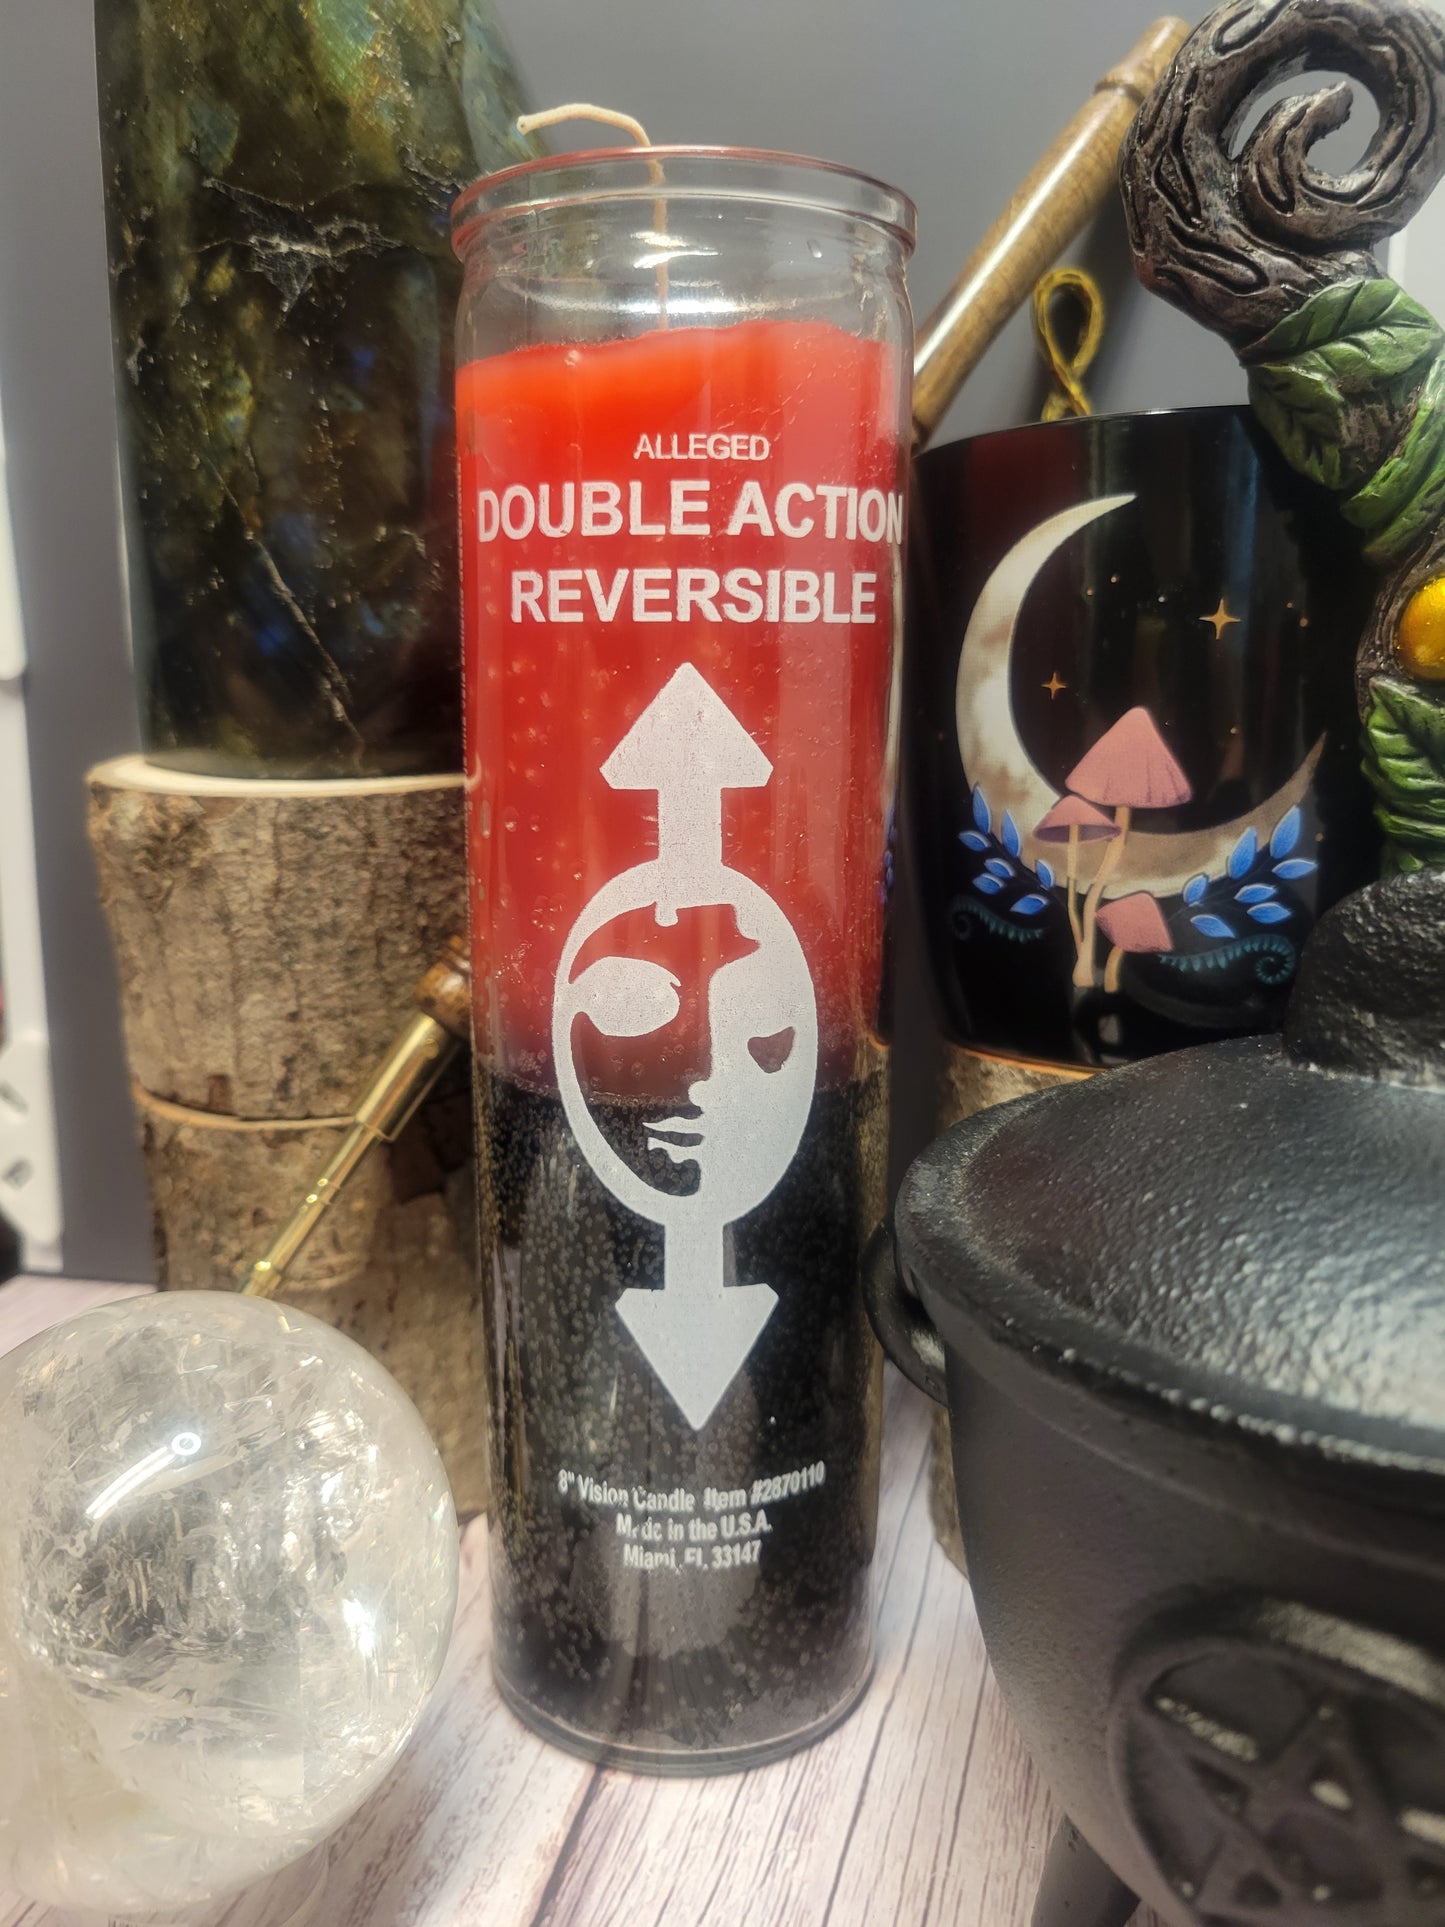 ALLEGED
DOUBLE ACTION
REVERSIBLE
8" Vision Candle Item #2870110
Made in the U.S.A.
Miami, FL 33147